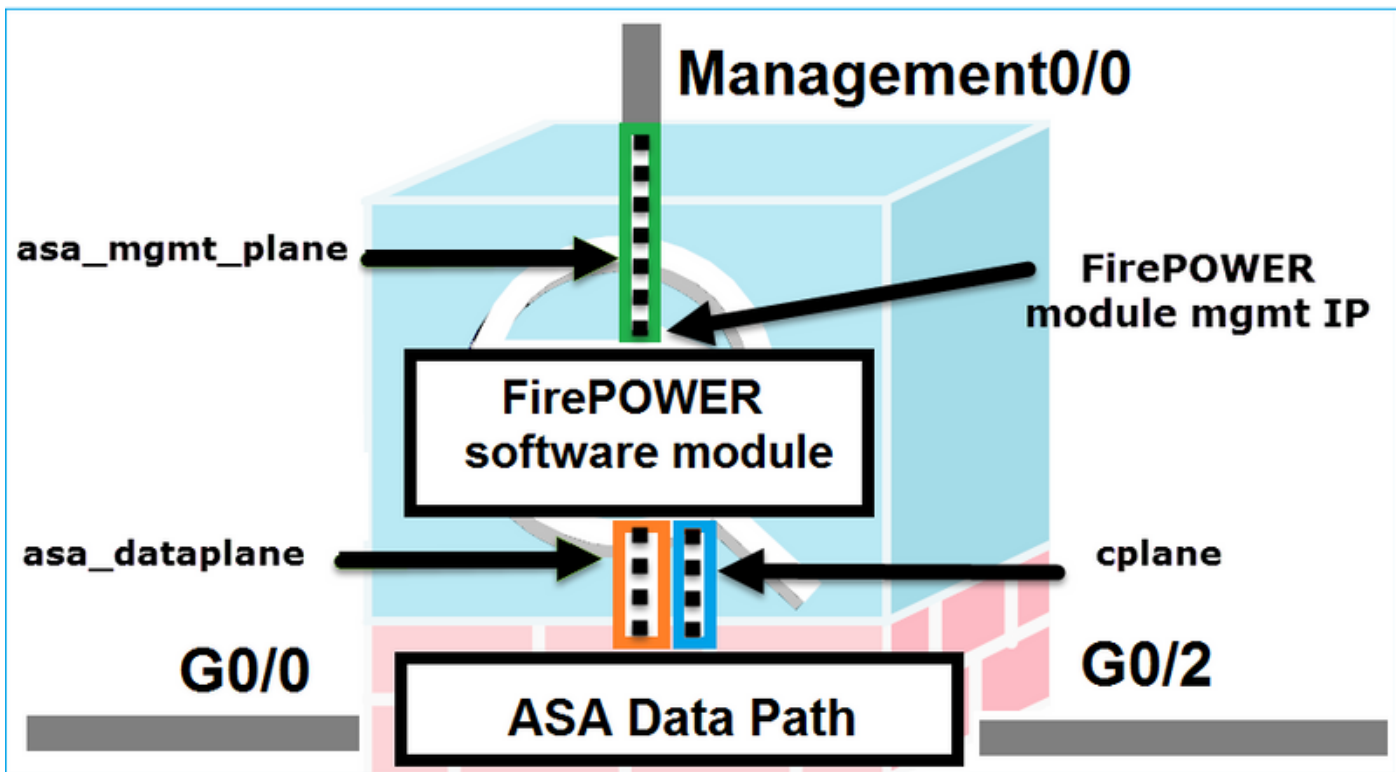 Management0/0
asa_mgmt_plane
FirePOWER
module mgmt IP
FirePOWER
software module
asa_dataplane
cplane
G0/0
G0/2
ASA Data Path